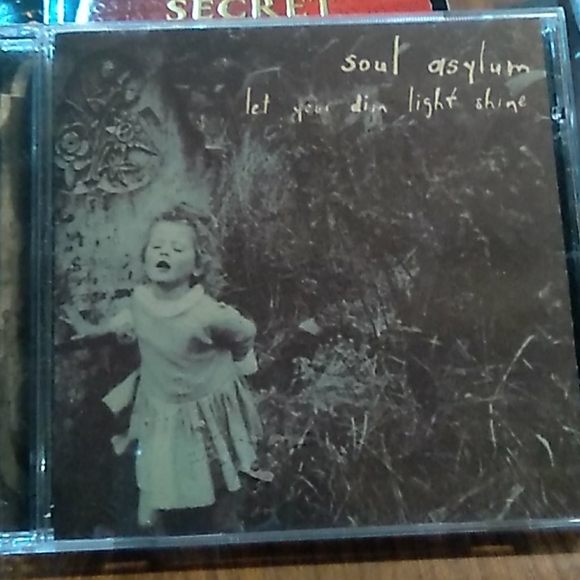 SECRET
soul asylum
let your dim light shine